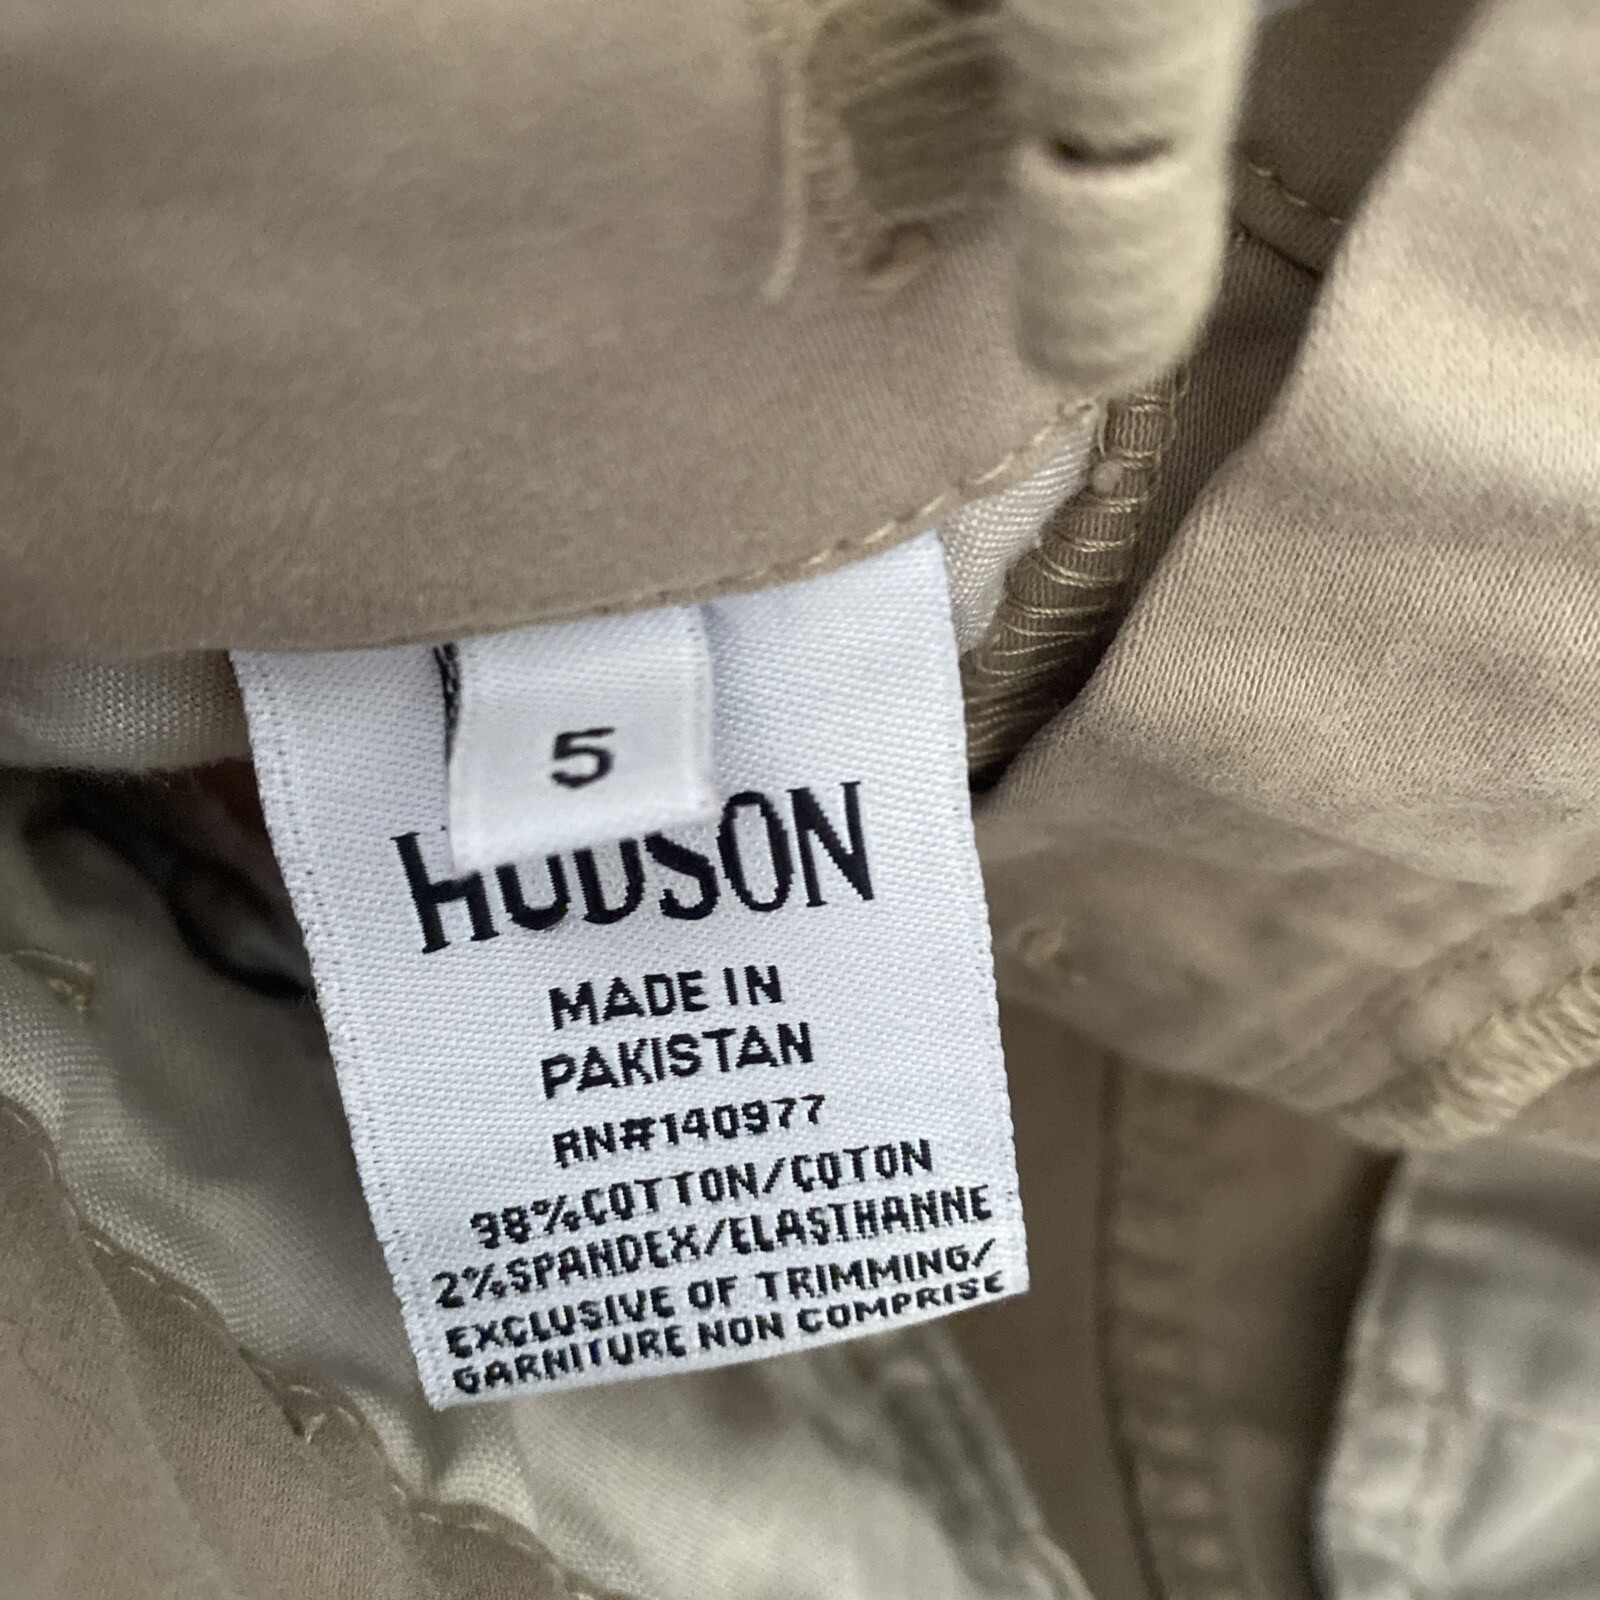 5
HUDSON
MADE IN
PAKISTAN
RN#140977
98%COTTON/COTON
2%SPANDEX/ELASTHANNE
EXCLUSIVE OF TRIMMING/
GARNITURE NON COMPRISE